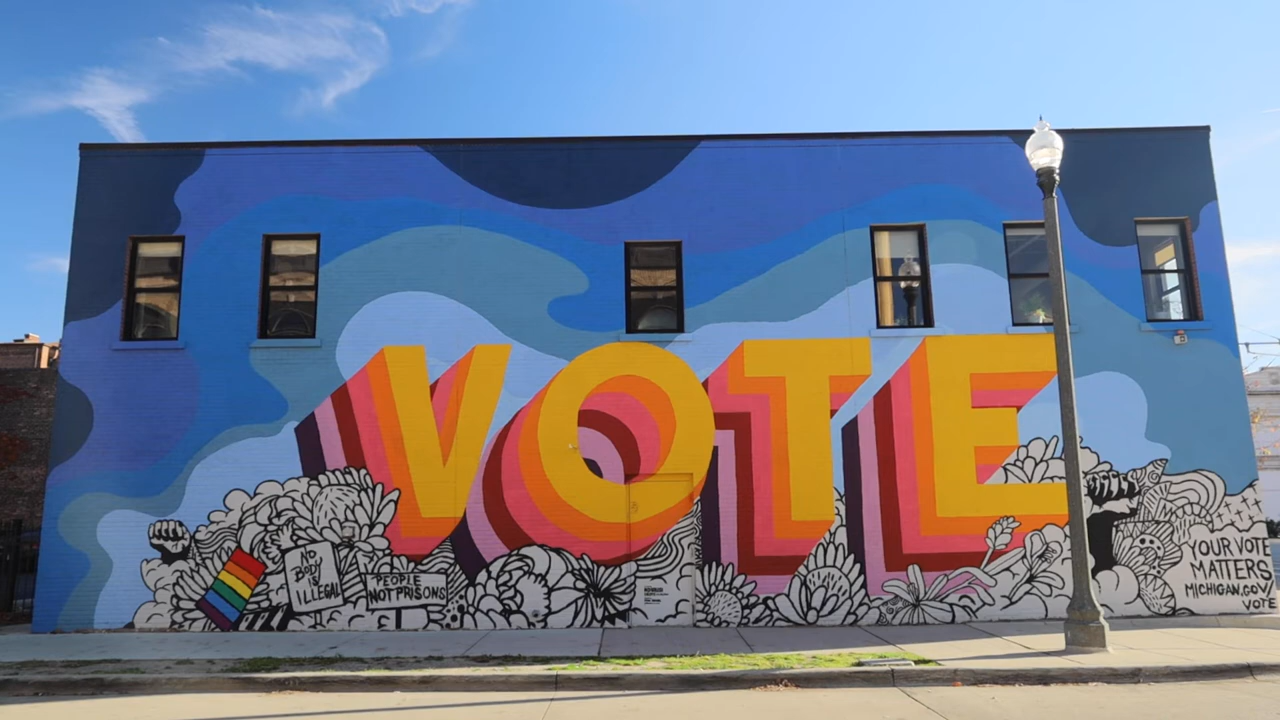 VOTE
NO
BODY
IS
ILLEGAL
PEOPLE
NOT PRISONS
YOUR VOTE
MATTERS
MICHIGAN.GOV/
VOTE